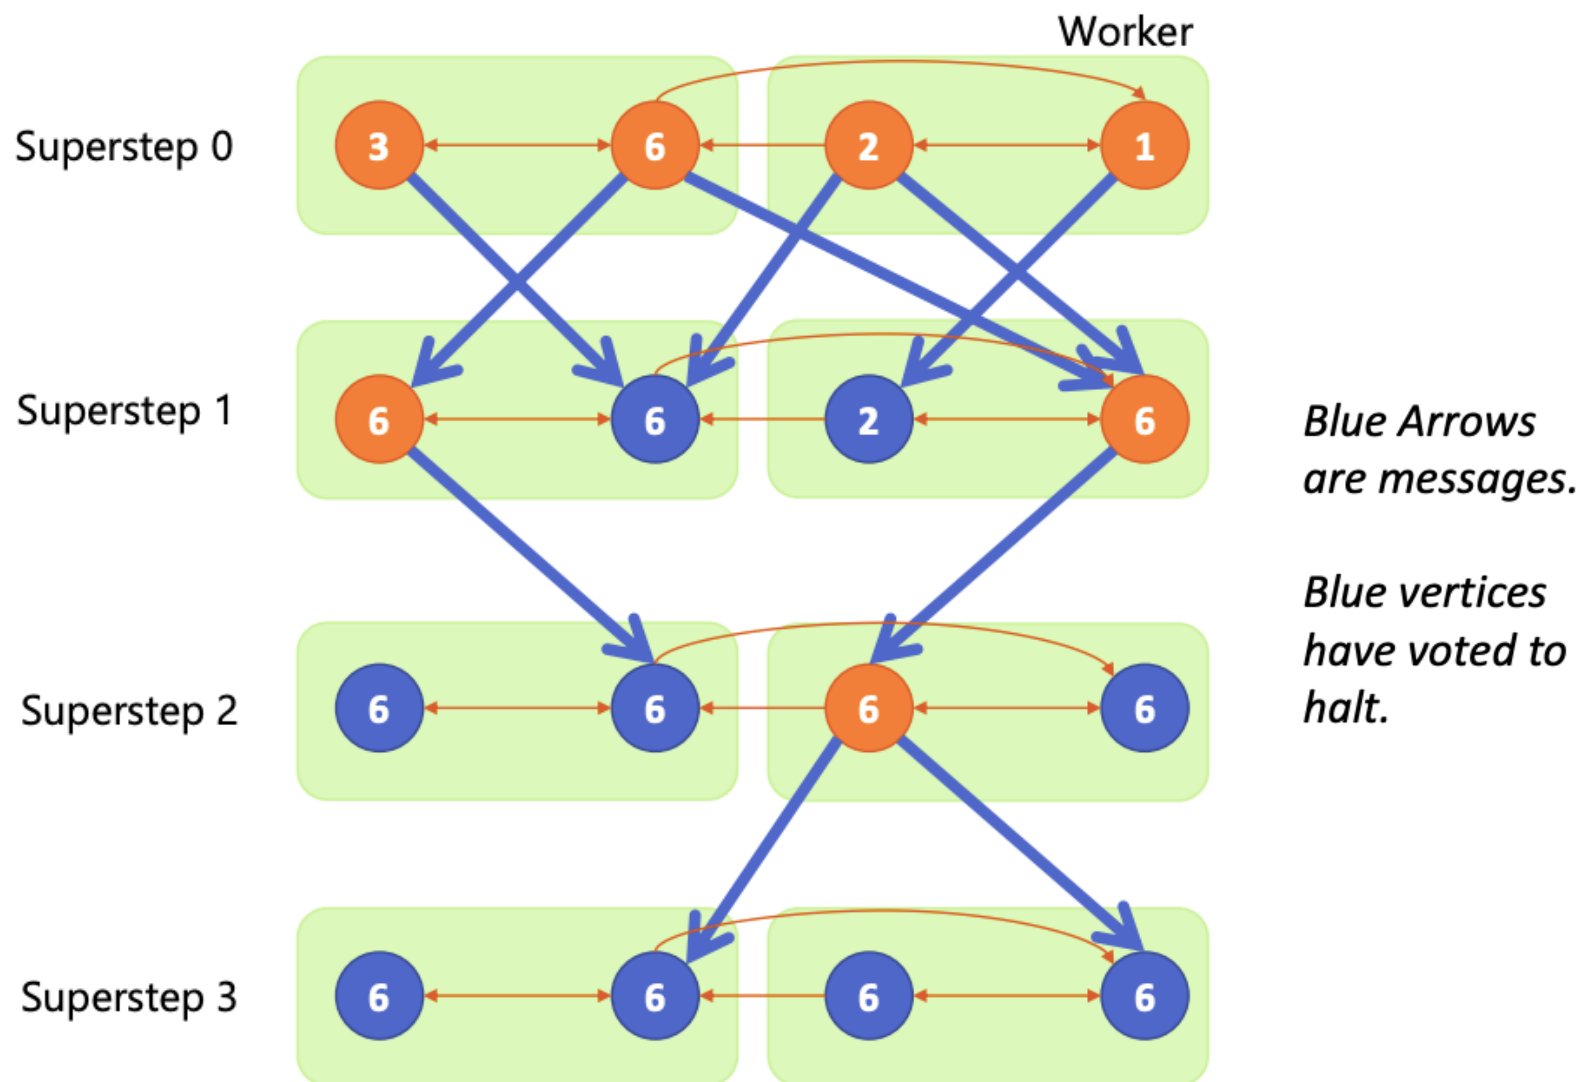 Worker
Superstep 0
3 6 2 1
Superstep 1
6 6 2 6
Blue Arrows
are messages.
Blue vertices
have voted to
halt.
Superstep 2
6 6 6 6
Superstep 3
6 6 6 6